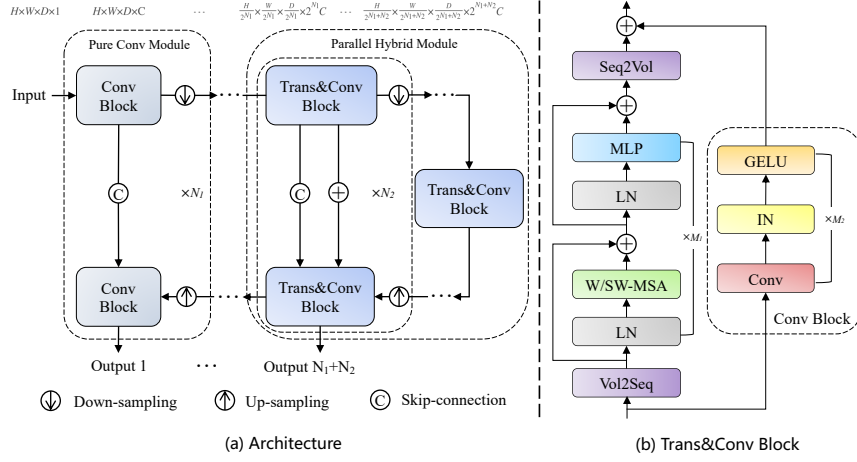 H×W×D×1 H×W×D×C ··· H/2^N1 × W/2^N1 × D/2^N1 ×2^N1 C ··· H/2^N1+N2 × W/2^N1+N2 × D/2^N1+N2 ×2^N1+N2 C
Pure Conv Module
Parallel Hybrid Module
Input
Conv
Block
···
Trans&Conv
Block
···
C
×N1
C
×N2
Trans&Conv
Block
Conv
Block
···
Trans&Conv
Block
···
Output 1 ··· Output N1+N2
Down-sampling
Up-sampling
C Skip-connection
(a) Architecture
Seq2Vol
MLP
LN
×M1
W/SW-MSA
LN
Vol2Seq
GELU
IN
×M2
Conv
Conv Block
(b) Trans&Conv Block